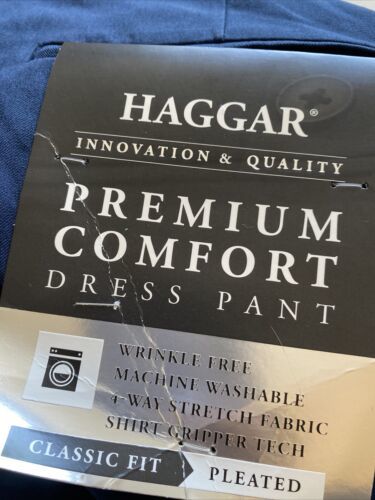 HAGGAR®
INNOVATION & QUALITY
PREMIUM
COMFORT
DRESS PANT
WRINKLE FREE
MACHINE WASHABLE
4-WAY STRETCH FABRIC
SHIRT GRIPPER TECH
CLASSIC FIT PLEATED